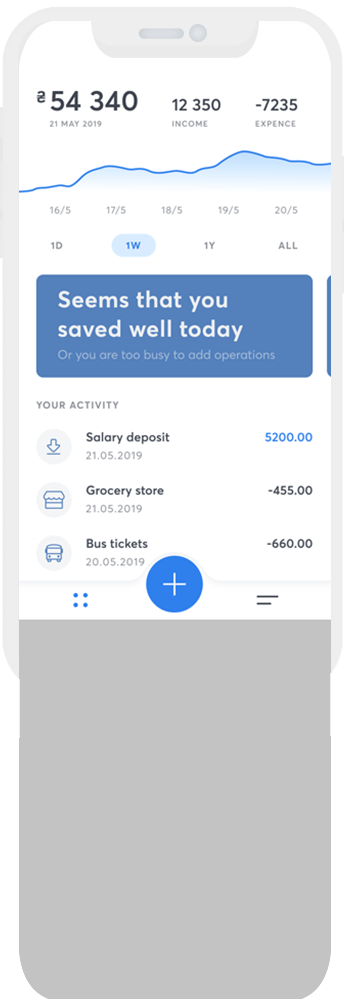 ₴54 340
21 MAY 2019
12 350
INCOME
-7235
EXPENCE
16/5 17/5 18/5 19/5 20/5
1D 1W 1Y ALL
Seems that you
saved well today
Or you are too busy to add operations
YOUR ACTIVITY
Salary deposit 5200.00
21.05.2019
Grocery store -455.00
21.05.2019
Bus tickets -660.00
20.05.2019